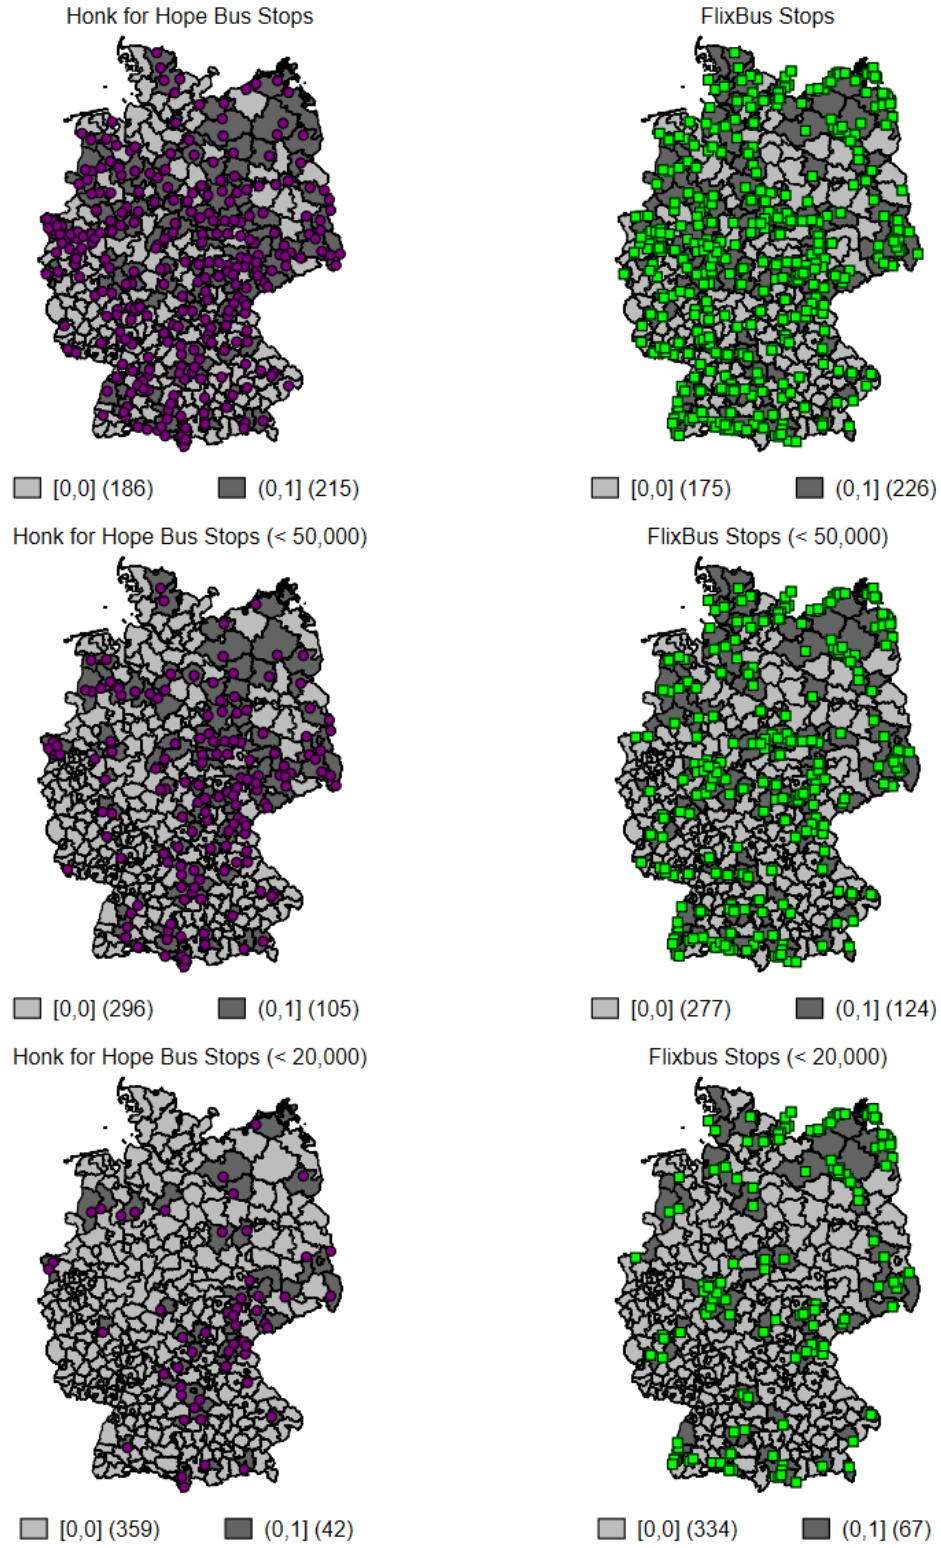 Honk for Hope Bus Stops
FlixBus Stops
[0,0] (186)
(0,1] (215)
[0,0] (175)
(0,1] (226)
Honk for Hope Bus Stops (< 50,000)
FlixBus Stops (< 50,000)
[0,0] (296)
(0,1] (105)
[0,0] (277)
(0,1] (124)
Honk for Hope Bus Stops (< 20,000)
Flixbus Stops (< 20,000)
[0,0] (359)
(0,1] (42)
[0,0] (334)
(0,1] (67)